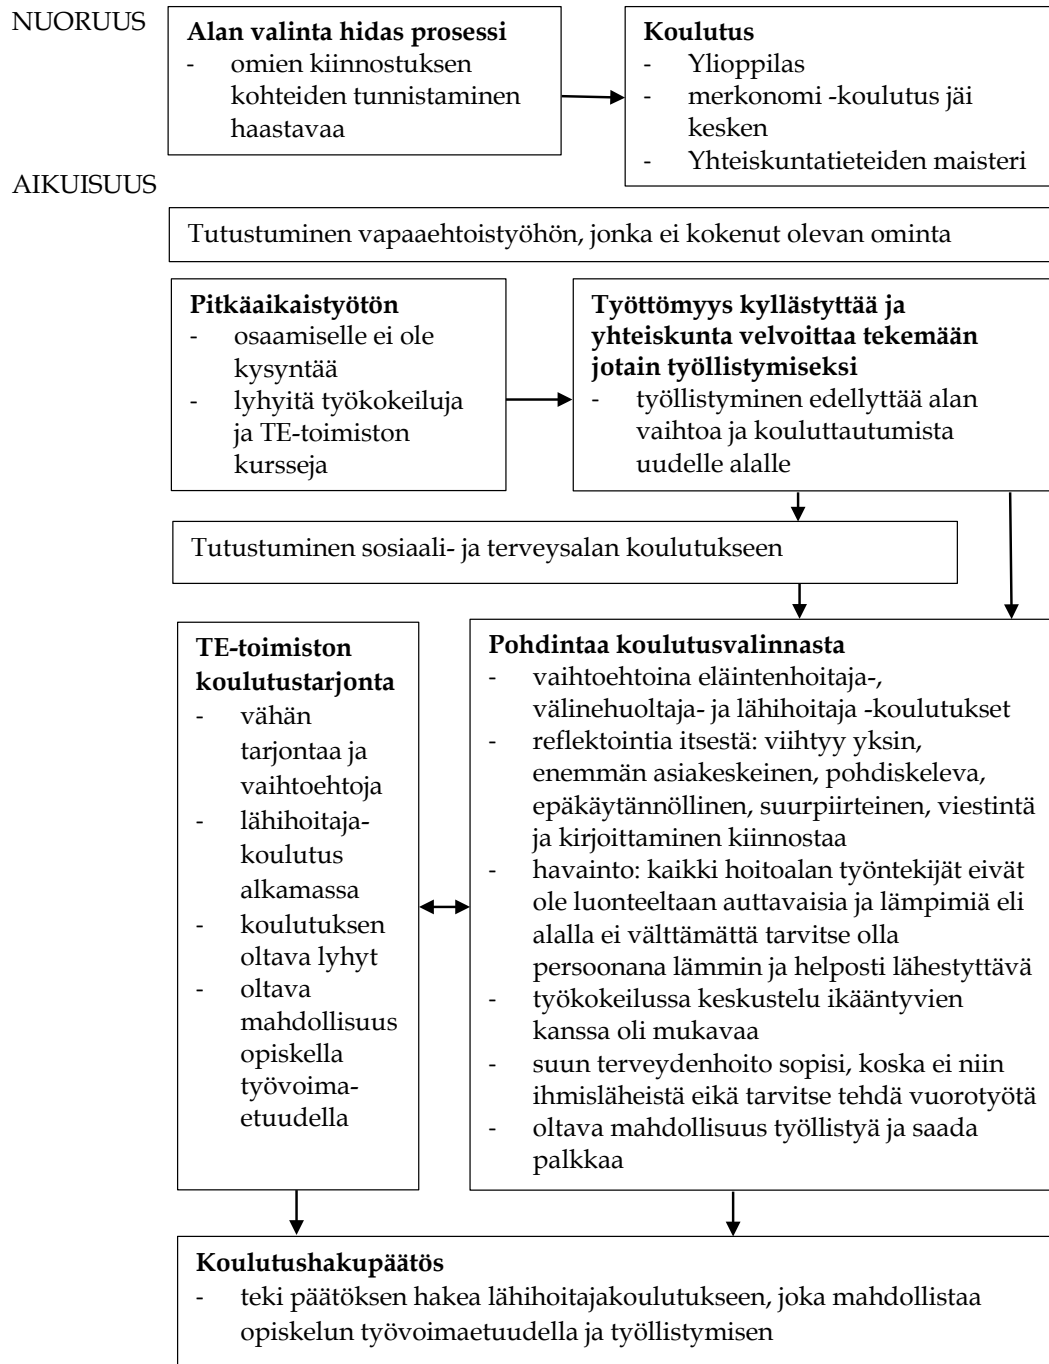 NUORUUS
Alan valinta hidas prosessi
- omien kiinnostuksen
kohteiden tunnistaminen
haastavaa
Koulutus
- Ylioppilas
- merkonomi -koulutus jäi
kesken
- Yhteiskuntatieteiden maisteri
AIKUISUUS
Tutustuminen vapaaehtoistyöhön, jonka ei kokenut olevan ominta
Pitkäaikaistyötön
- osaamiselle ei ole
kysyntää
- lyhyitä työkokeiluja
ja TE-toimiston
kursseja
Työttömyys kyllästyttää ja
yhteiskunta velvoittaa tekemään
jotain työllistymiseksi
- työllistyminen edellyttää alan
vaihtoa ja kouluttautumista
uudelle alalle
Tutustuminen sosiaali- ja terveysalan koulutukseen
TE-toimiston
koulutustarjonta
- vähän
tarjontaa ja
vaihtoehtoja
- lähihoitaja-
koulutus
alkamassa
- koulutuksen
oltava lyhyt
- oltava
mahdollisuus
opiskella
työvoima-
etuudella
Pohdintaa koulutusvalinnasta
- vaihtoehtoina eläintenhoitaja-,
välinehuoltaja- ja lähihoitaja -koulutukset
- reflektointia itsestä: viihtyy yksin,
enemmän asiakeskeinen, pohdiskeleva,
epäkäytännöllinen, suurpiirteinen, viestintä
ja kirjoittaminen kiinnostaa
- havainto: kaikki hoitoalan työntekijät eivät
ole luonteeltaan auttavaisia ja lämpimiä eli
alalla ei välttämättä tarvitse olla
persoonana lämmin ja helposti lähestyttävä
- työkokeilussa keskustelu ikääntyvien
kanssa oli mukavaa
- suun terveydenhoito sopisi, koska ei niin
ihmisläheistä eikä tarvitse tehdä vuorotyötä
- oltava mahdollisuus työllistyä ja saada
palkkaa
Koulutushakupäätös
- teki päätöksen hakea lähihoitajakoulutukseen, joka mahdollistaa
opiskelun työvoimaetuudella ja työllistymisen